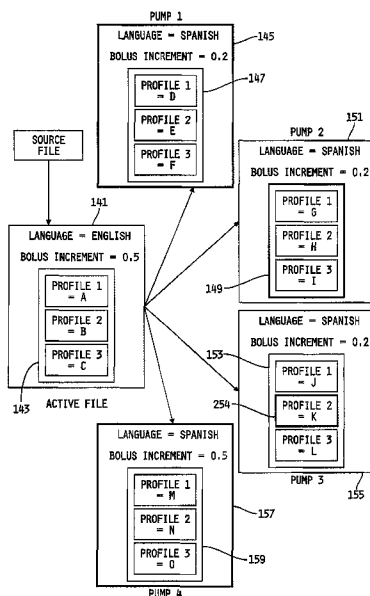 PUMP 1
LANGUAGE = SPANISH
BOLUS INCREMENT = 0.2
PROFILE 1
= D
PROFILE 2
= E
PROFILE 3
= F
145
147
SOURCE
FILE
141
LANGUAGE = ENGLISH
BOLUS INCREMENT = 0.5
PROFILE 1
= A
PROFILE 2
= B
PROFILE 3
= C
143
ACTIVE FILE
PUMP 2
151
LANGUAGE = SPANISH
BOLUS INCREMENT = 0.2
PROFILE 1
= G
PROFILE 2
= H
PROFILE 3
= I
149
LANGUAGE = SPANISH
BOLUS INCREMENT = 0.2
153
PROFILE 1
= J
254
PROFILE 2
= K
PROFILE 3
= L
PUMP 3
155
LANGUAGE = SPANISH
BOLUS INCREMENT = 0.5
PROFILE 1
= M
PROFILE 2
= N
PROFILE 3
= O
157
159
PUMP 4